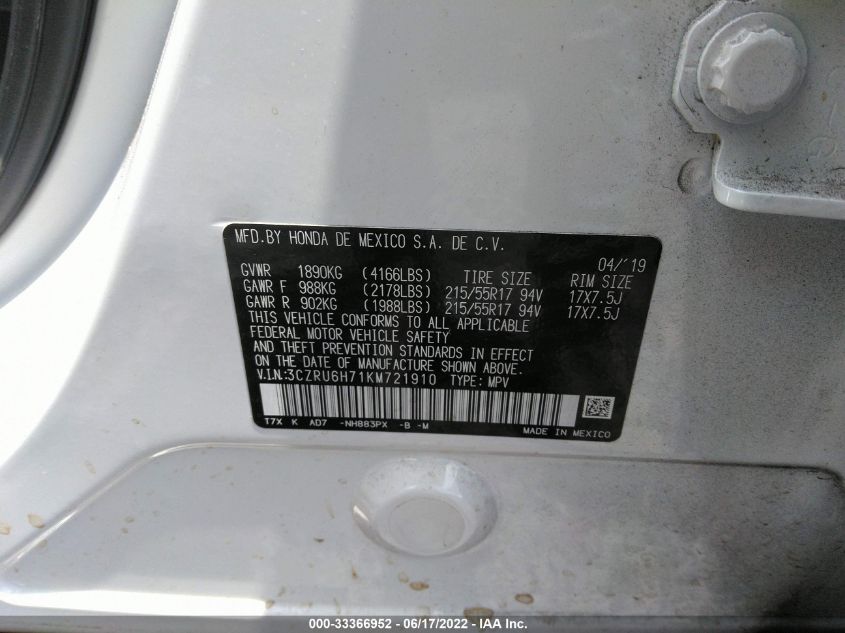 MFD.BY HONDA DE MEXICO S.A. DE C.V.
04/'19
GVWR 1890KG (4166LBS) TIRE SIZE RIM SIZE
GAWR F 988KG (2178LBS) 215/55R17 94V 17X7.5J
GAWR R 902KG (1988LBS) 215/55R17 94V 17X7.5J
THIS VEHICLE CONFORMS TO ALL APPLICABLE
FEDERAL MOTOR VEHICLE SAFETY
AND THEFT PREVENTION STANDARDS IN EFFECT
ON THE DATE OF MANUFACTURE SHOWN ABOVE.
V.I.N.:3CZRU6H71KM721910 TYPE: MPV
T7X K AD7 -NH883PX -B -M
MADE IN MEXICO
000-33366952 - 06/17/2022 - IAA Inc.